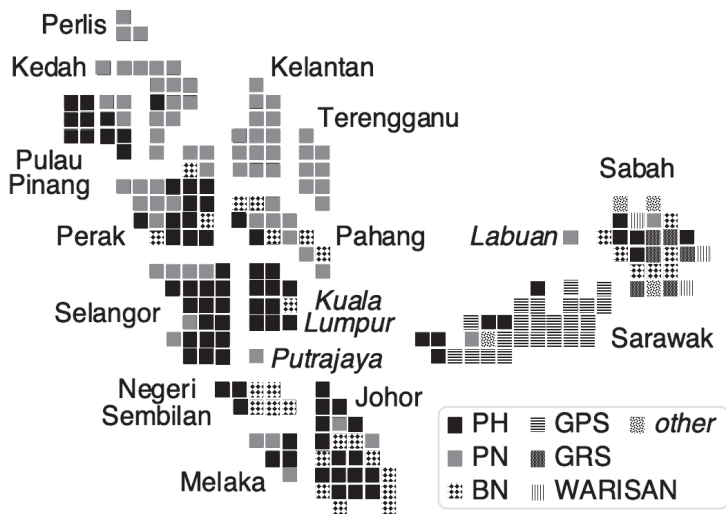 Perlis
Kedah
Kelantan
Terengganu
Pulau
Pinang
Sabah
Perak
Pahang
Labuan
Selangor
Kuala
Lumpur
Sarawak
Putrajaya
Negeri
Sembilan
Johor
Melaka
PH GPS other
PN GRS
BN WARISAN